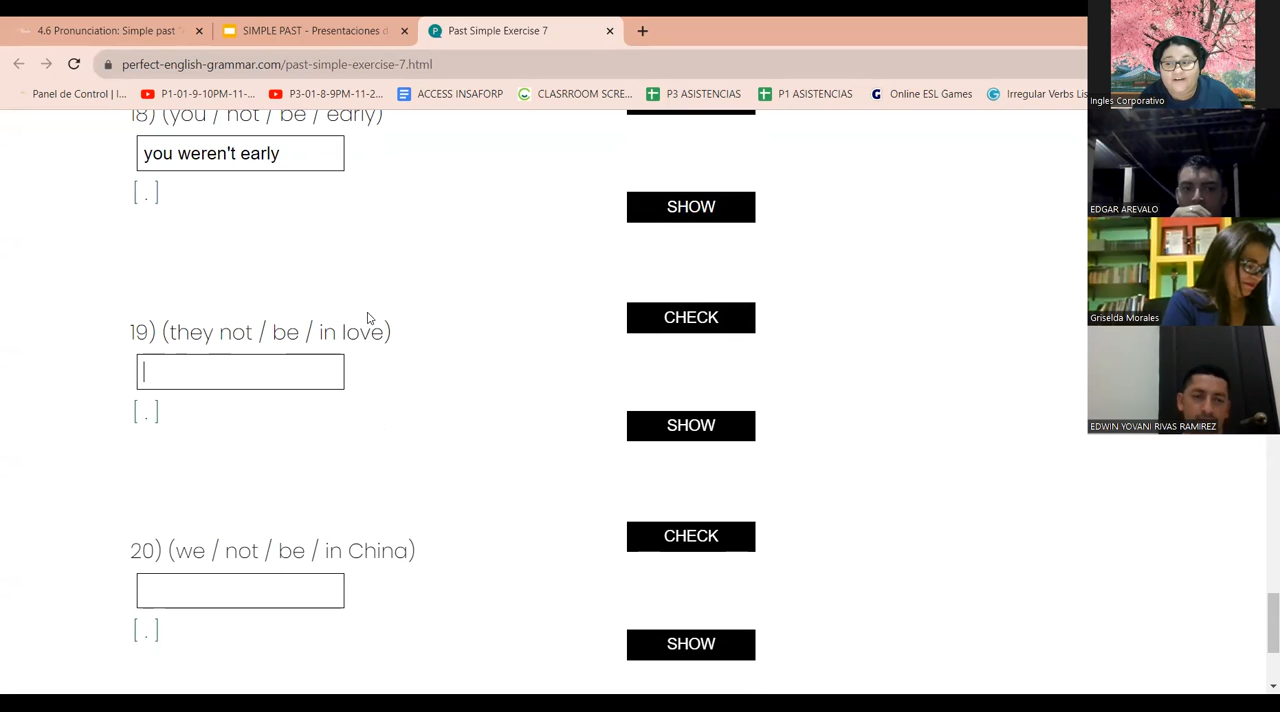 4.6 Pronunciation: Simple past
SIMPLE PAST - Presentaciones d
Past Simple Exercise 7
perfect-english-grammar.com/past-simple-exercise-7.html
Panel de Control | I...
P1-01-9-10PM-11-...
P3-01-8-9PM-11-2...
ACCESS INSAFORP
CLASRROOM SCRE...
P3 ASISTENCIAS
P1 ASISTENCIAS
Online ESL Games
Irregular Verbs Lis
Ingles Corporativo
18) (you / not / be / early)
you weren't early
[ . ]
SHOW
EDGAR AREVALO
19) (they not / be / in love)
CHECK
Griselda Morales
[ . ]
SHOW
EDWIN YOVANI RIVAS RAMIREZ
20) (we / not / be / in China)
CHECK
[ . ]
SHOW